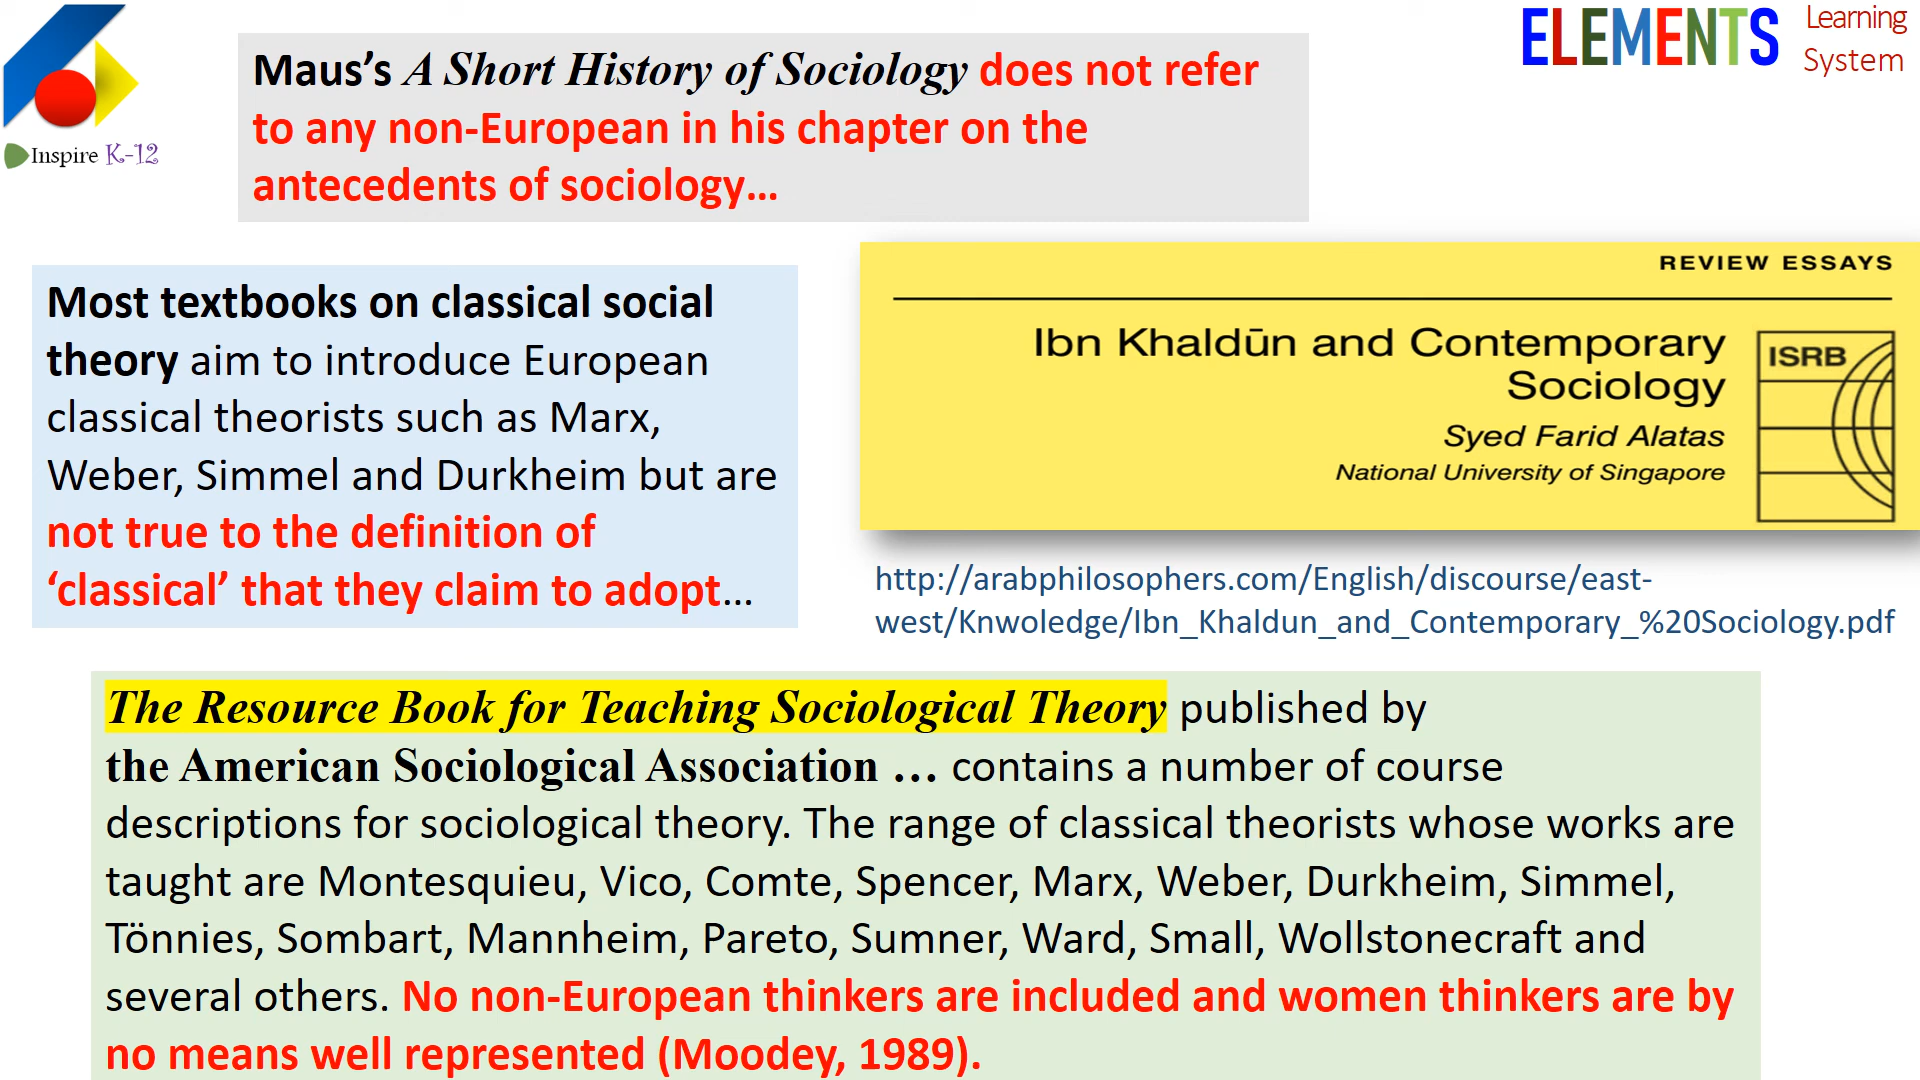 Inspire K-12
ELEMENTS Learning
System
Maus’s A Short History of Sociology does not refer
to any non-European in his chapter on the
antecedents of sociology…
Most textbooks on classical social
theory aim to introduce European
classical theorists such as Marx,
Weber, Simmel and Durkheim but are
not true to the definition of
‘classical’ that they claim to adopt…
REVIEW ESSAYS
Ibn Khaldūn and Contemporary
Sociology
ISRB
Syed Farid Alatas
National University of Singapore
http://arabphilosophers.com/English/discourse/east-
west/Knwoledge/Ibn_Khaldun_and_Contemporary_%20Sociology.pdf
The Resource Book for Teaching Sociological Theory published by
the American Sociological Association … contains a number of course
descriptions for sociological theory. The range of classical theorists whose works are
taught are Montesquieu, Vico, Comte, Spencer, Marx, Weber, Durkheim, Simmel,
Tönnies, Sombart, Mannheim, Pareto, Sumner, Ward, Small, Wollstonecraft and
several others. No non-European thinkers are included and women thinkers are by
no means well represented (Moodey, 1989).